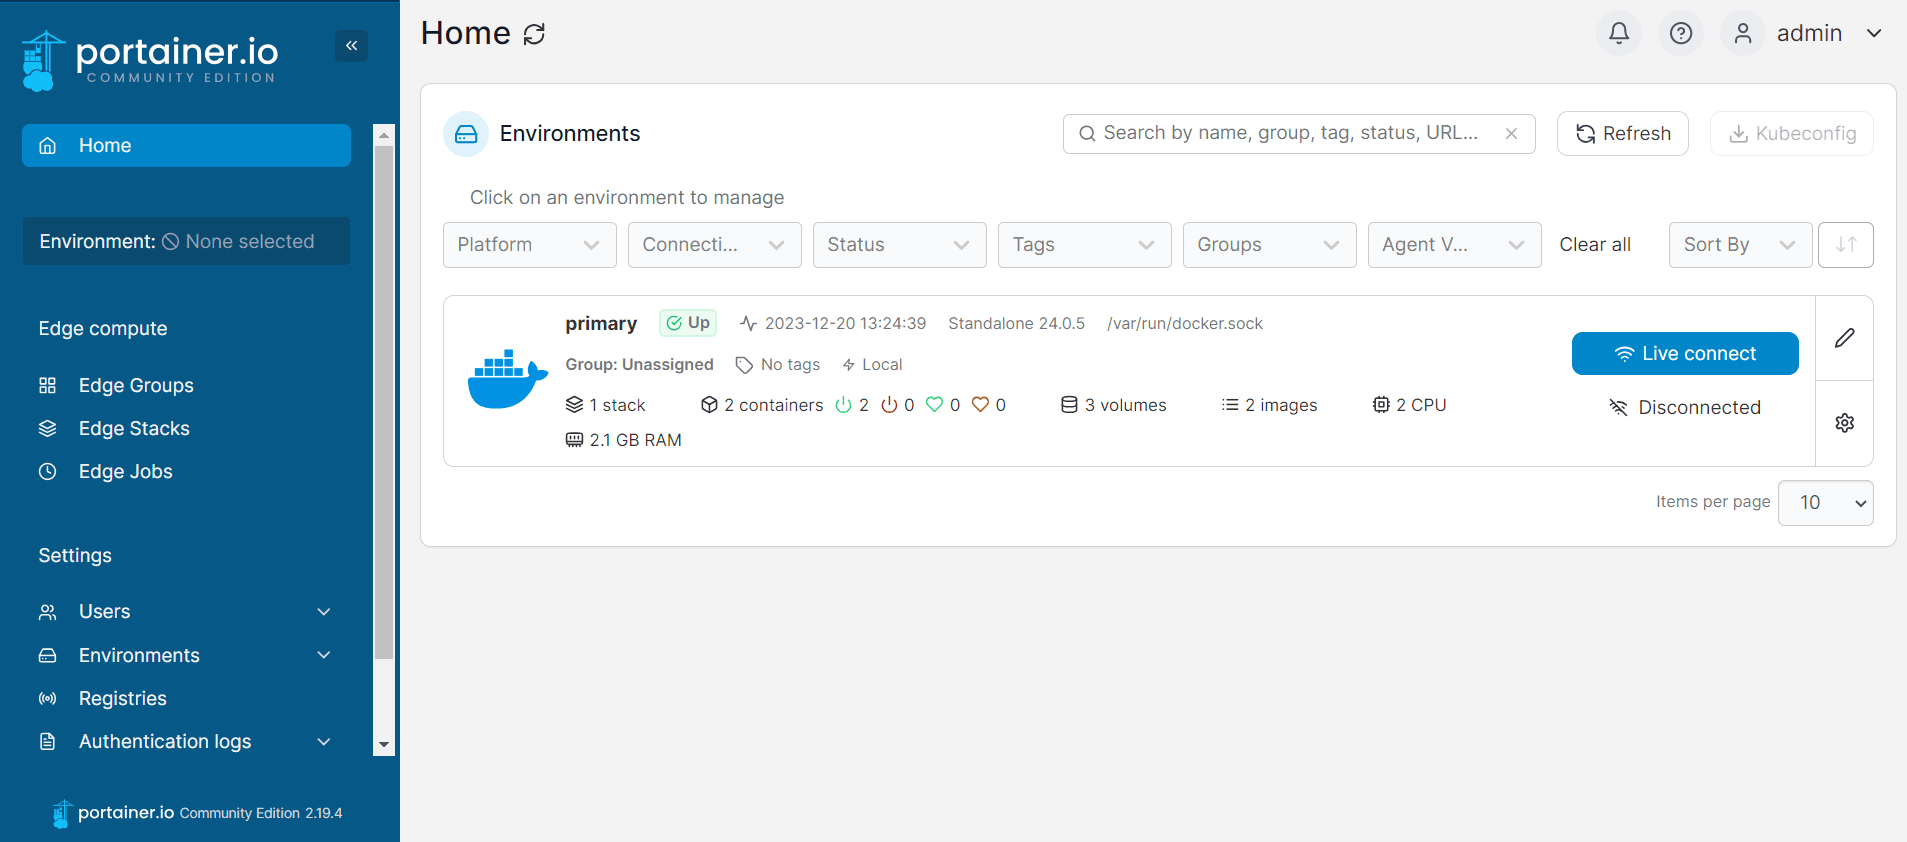 portainer.io
COMMUNITY EDITION
Home
Environment: None selected
Edge compute
Edge Groups
Edge Stacks
Edge Jobs
Settings
Users
Environments
Registries
Authentication logs
portainer.io Community Edition 2.19.4
Home
admin
Environments
Search by name, group, tag, status, URL...
Refresh
Kubeconfig
Click on an environment to manage
Platform
Connecti...
Status
Tags
Groups
Agent V...
Clear all
Sort By
primary Up 2023-12-20 13:24:39 Standalone 24.0.5 /var/run/docker.sock
Group: Unassigned No tags Local
1 stack 2 containers 2 0 0 0 3 volumes 2 images 2 CPU
2.1 GB RAM
Live connect
Disconnected
Items per page 10